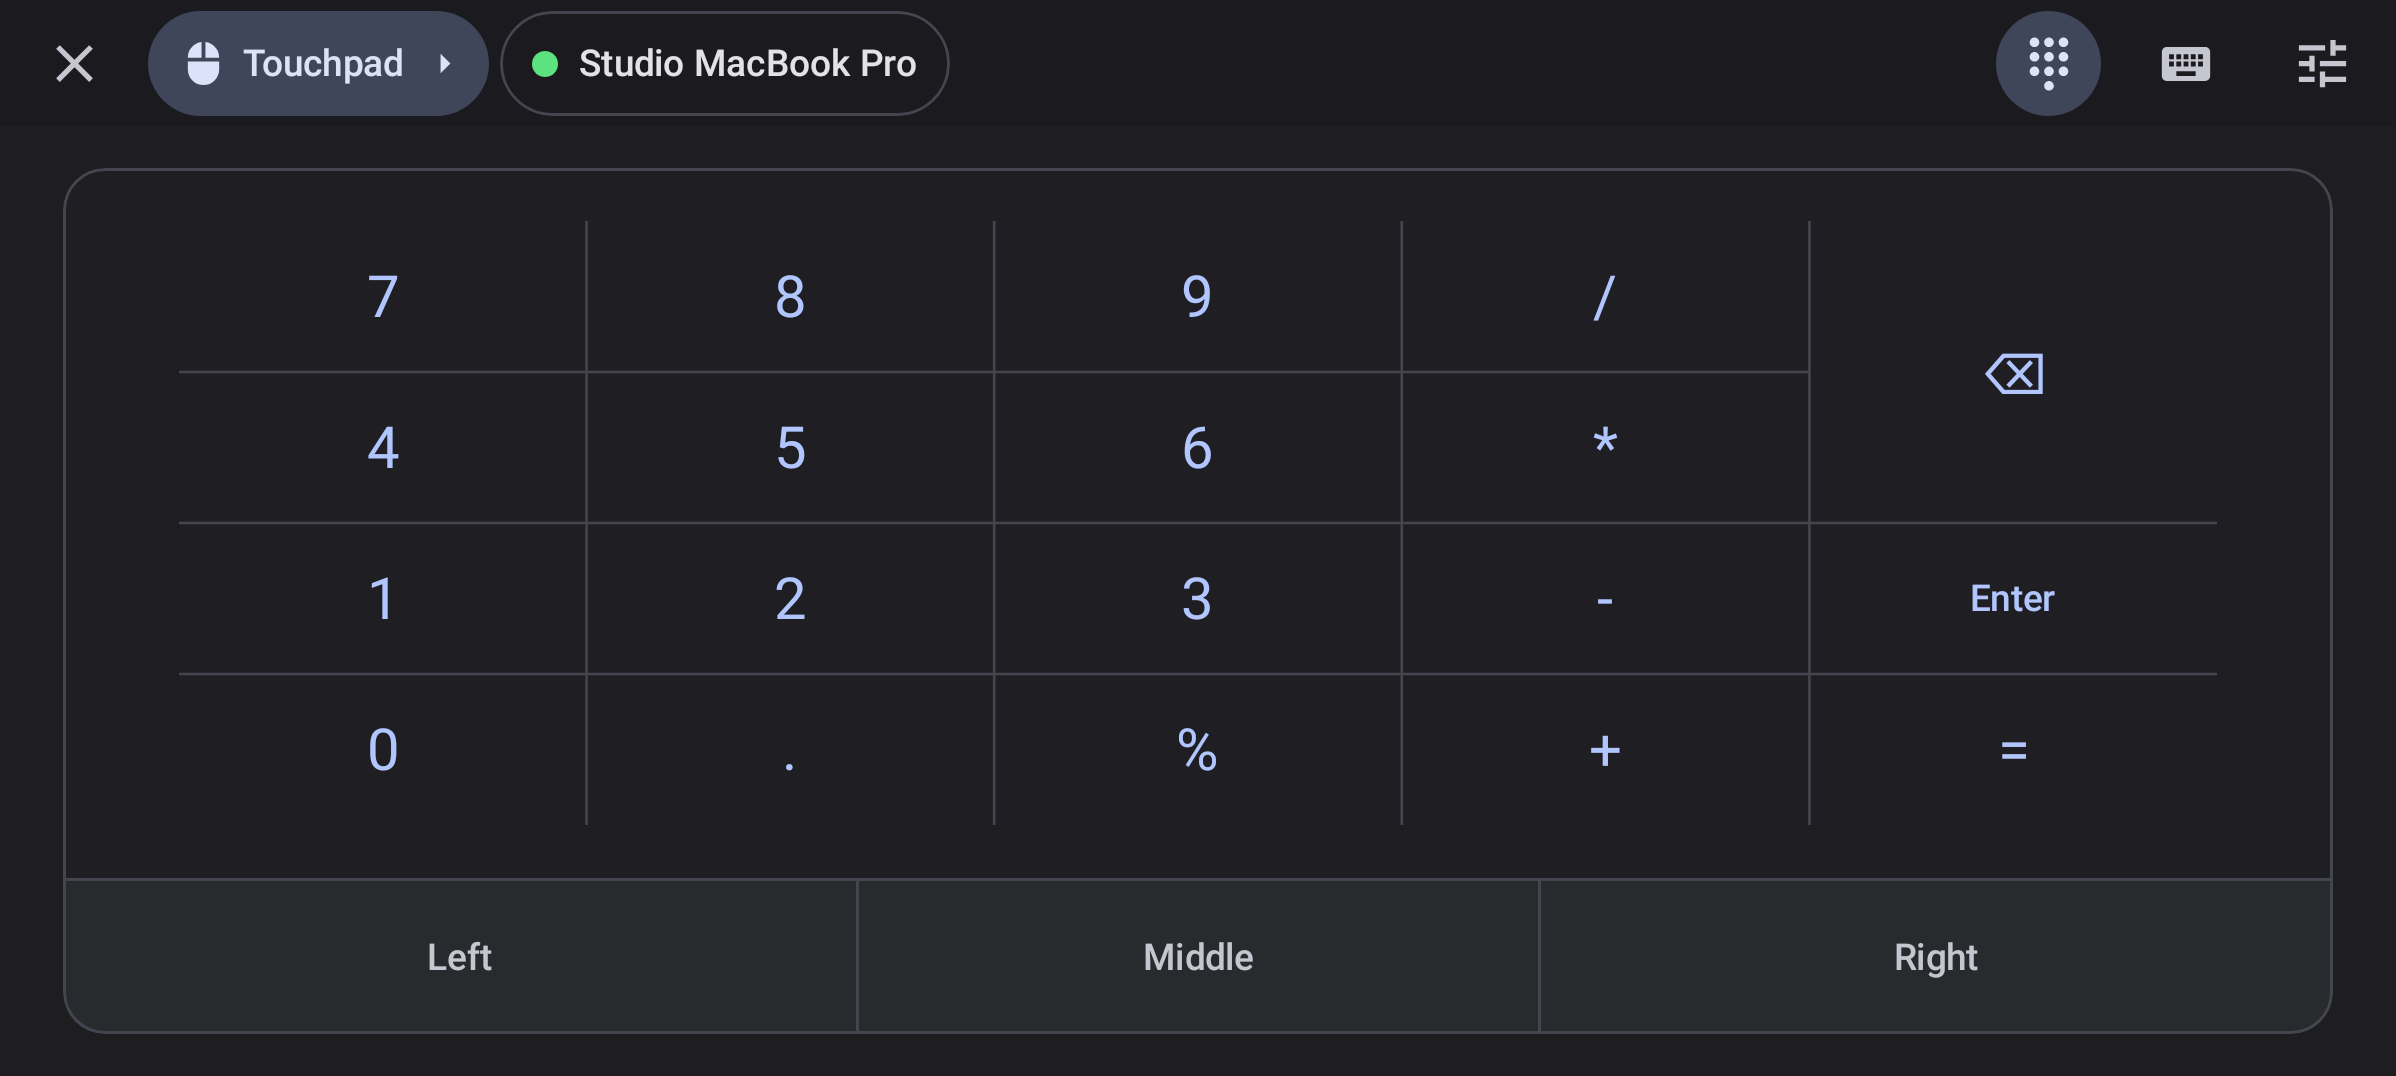 Touchpad
Studio MacBook Pro
7 8 9 /
4 5 6 *
1 2 3 - Enter
0 . % + =
Left Middle Right